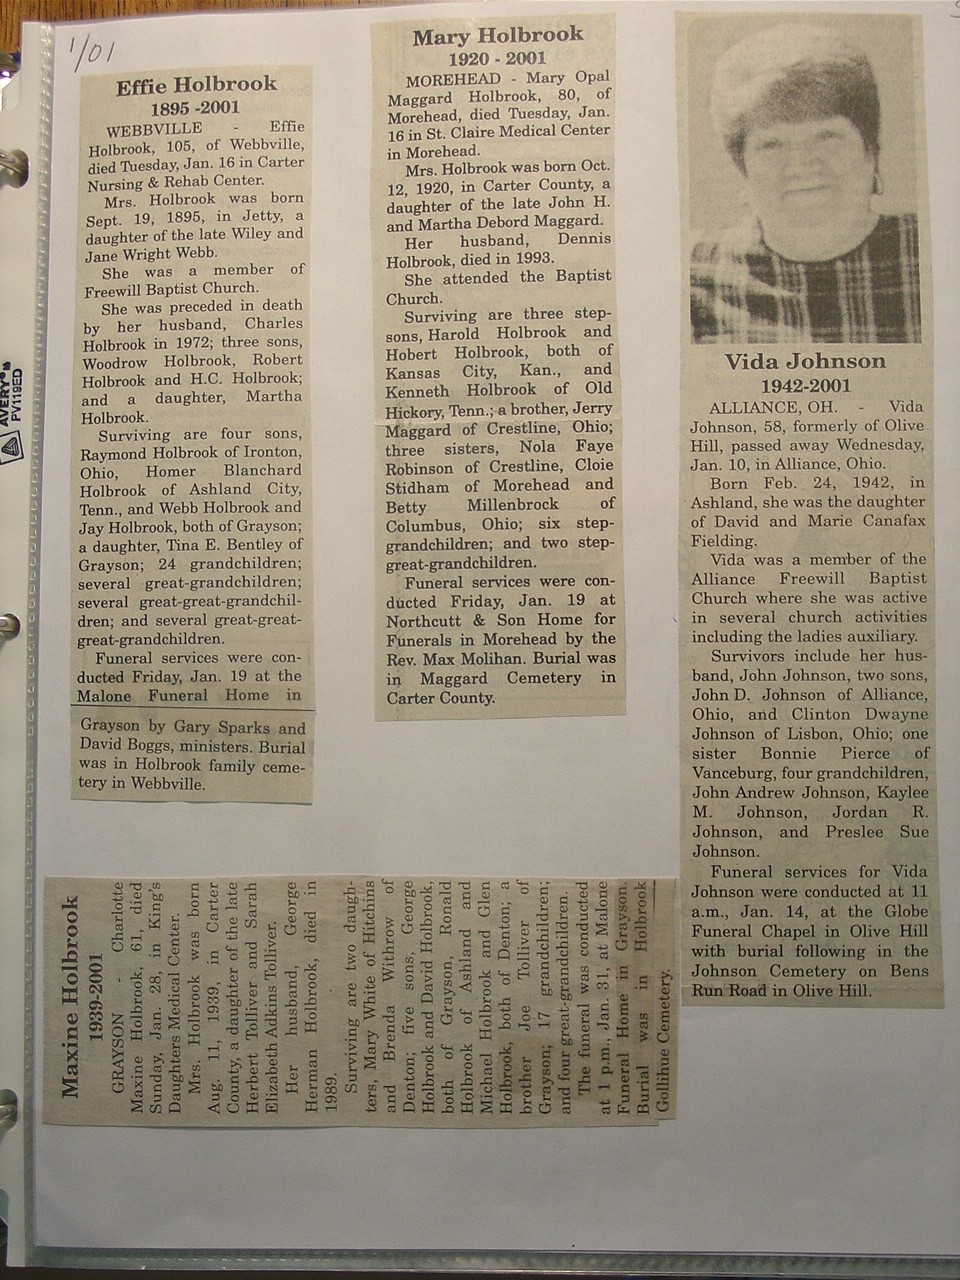 1/01
Effie Holbrook
1895 -2001
WEBBVILLE - Effie
Holbrook, 105, of Webbville,
died Tuesday, Jan. 16 in Carter
Nursing & Rehab Center.
Mrs. Holbrook was born
Sept. 19, 1895, in Jetty, a
daughter of the late Wiley and
Jane Wright Webb.
She was a member of
Freewill Baptist Church.
She was preceded in death
by her husband, Charles
Holbrook in 1972; three sons,
Woodrow Holbrook, Robert
Holbrook and H.C. Holbrook;
and a daughter, Martha
Holbrook.
Surviving are four sons,
Raymond Holbrook of Ironton,
Ohio, Homer Blanchard
Holbrook of Ashland City,
Tenn., and Webb Holbrook and
Jay Holbrook, both of Grayson;
a daughter, Tina E. Bentley of
Grayson; 24 grandchildren;
several great-grandchildren;
several great-great-grandchil-
dren; and several great-great-
great-grandchildren.
Funeral services were con-
ducted Friday, Jan. 19 at the
Malone Funeral Home in
Grayson by Gary Sparks and
David Boggs, ministers. Burial
was in Holbrook family ceme-
tery in Webbville.
Mary Holbrook
1920 - 2001
MOREHEAD - Mary Opal
Maggard Holbrook, 80, of
Morehead, died Tuesday, Jan.
16 in St. Claire Medical Center
in Morehead.
Mrs. Holbrook was born Oct.
12, 1920, in Carter County, a
daughter of the late John H.
and Martha Debord Maggard.
Her husband, Dennis
Holbrook, died in 1993.
She attended the Baptist
Church.
Surviving are three step-
sons, Harold Holbrook and
Hobert Holbrook, both of
Kansas City, Kan., and
Kenneth Holbrook of Old
Hickory, Tenn.; a brother, Jerry
Maggard of Crestline, Ohio;
three sisters, Nola Faye
Robinson of Crestline, Cloie
Stidham of Morehead and
Betty Millenbrock of
Columbus, Ohio; six step-
grandchildren; and two step-
great-grandchildren.
Funeral services were con-
ducted Friday, Jan. 19 at
Northcutt & Son Home for
Funerals in Morehead by the
Rev. Max Molihan. Burial was
in Maggard Cemetery in
Carter County.
Vida Johnson
1942-2001
ALLIANCE, OH. - Vida
Johnson, 58, formerly of Olive
Hill, passed away Wednesday,
Jan. 10, in Alliance, Ohio.
Born Feb. 24, 1942, in
Ashland, she was the daughter
of David and Marie Canafax
Fielding.
Vida was a member of the
Alliance Freewill Baptist
Church where she was active
in several church activities
including the ladies auxiliary.
Survivors include her hus-
band, John Johnson, two sons,
John D. Johnson of Alliance,
Ohio, and Clinton Dwayne
Johnson of Lisbon, Ohio; one
sister Bonnie Pierce of
Vanceburg, four grandchildren,
John Andrew Johnson, Kaylee
M. Johnson, Jordan R.
Johnson, and Preslee Sue
Johnson.
Funeral services for Vida
Johnson were conducted at 11
a.m., Jan. 14, at the Globe
Funeral Chapel in Olive Hill
with burial following in the
Johnson Cemetery on Bens
Run Road in Olive Hill.
Maxine Holbrook
1939-2001
GRAYSON - Charlotte
Maxine Holbrook, 61, died
Sunday, Jan. 28, in King's
Daughters Medical Center.
Mrs. Holbrook was born
Aug. 11, 1939, in Carter
County, a daughter of the late
Herbert Tolliver and Sarah
Elizabeth Adkins Tolliver.
Her husband, George
Herman Holbrook, died in
1989.
Surviving are two daugh-
ters, Mary White of Hitchins
and Brenda Withrow of
Denton; five sons, George
Holbrook and David Holbrook,
both of Grayson, Ronald
Holbrook of Ashland and
Michael Holbrook and Glen
Holbrook, both of Denton; a
brother Joe Tolliver of
Grayson; 17 grandchildren;
and four great-grandchildren.
The funeral was conducted
at 1 p.m., Jan. 31, at Malone
Funeral Home in Grayson.
Burial was in Holbrook
Gollihue Cemetery.
AVERY
PV119ED